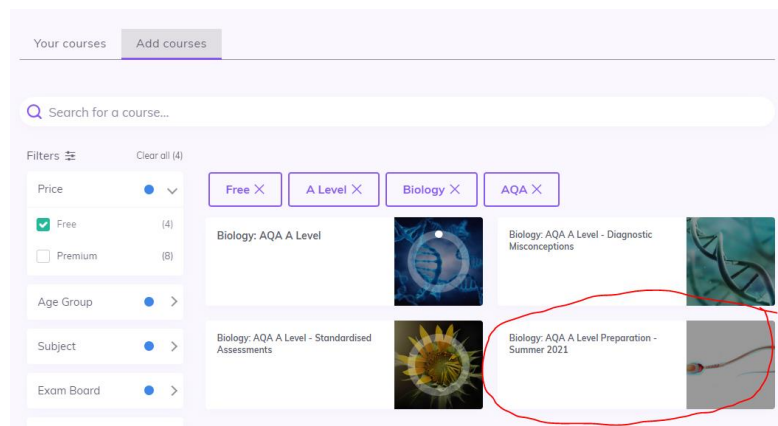 Your courses Add courses
Search for a course...
Filters Clear all (4)
Price
Free (4)
Premium (8)
Age Group
Subject
Exam Board
Free A Level Biology AQA
Biology: AQA A Level
Biology: AQA A Level - Diagnostic
Misconceptions
Biology: AQA A Level - Standardised
Assessments
Biology: AQA A Level Preparation -
Summer 2021